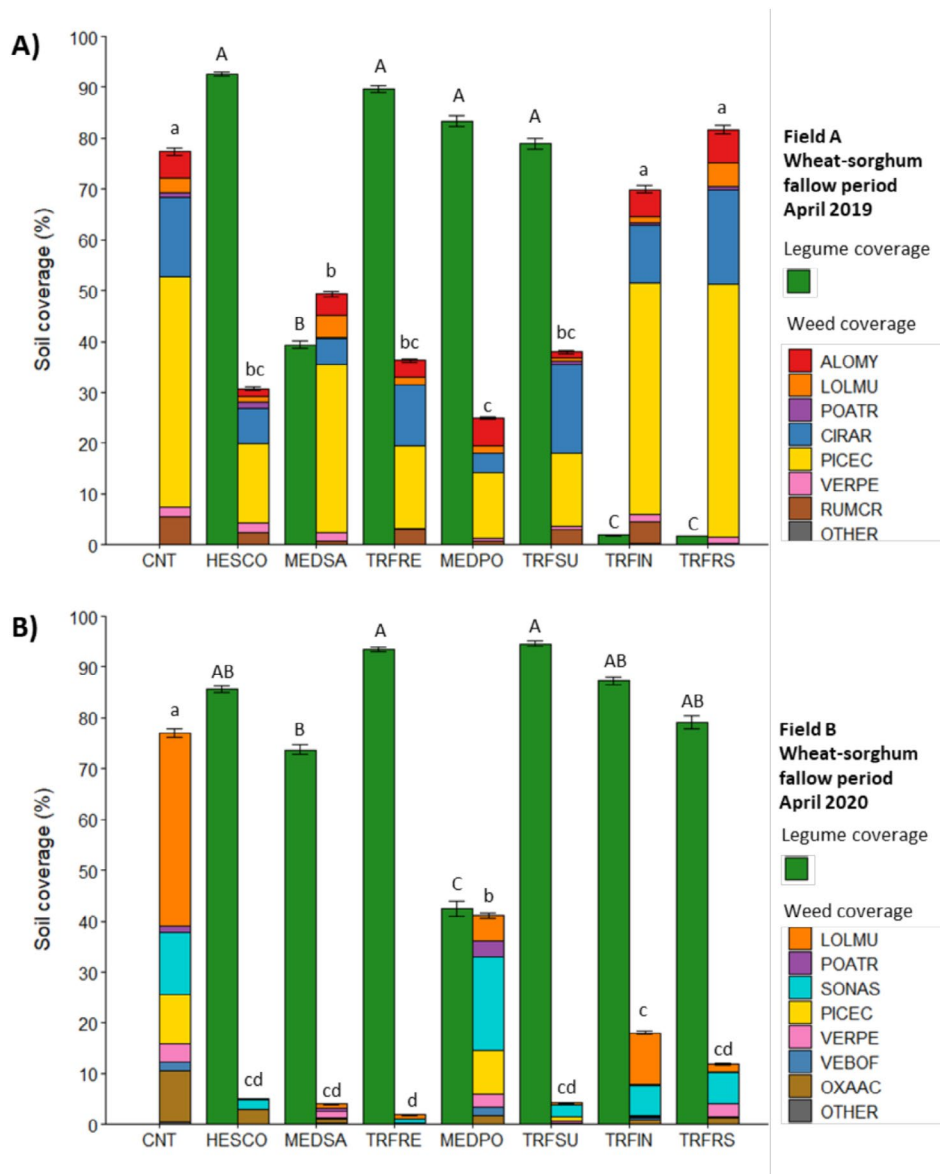 A)
Soil coverage (%)
100
90
80
70
60
50
40
30
20
10
0
a
A
bc
B
b
A
bc
A
c
A
bc
C
a
C
a
CNT HESCO MEDSA TRFRE MEDPO TRFSU TRFIN TRFRS
Field A
Wheat-sorghum
fallow period
April 2019
Legume coverage
Weed coverage
ALOMY
LOLMU
POATR
CIRAR
PICEC
VERPE
RUMCR
OTHER
B)
Soil coverage (%)
100
90
80
70
60
50
40
30
20
10
0
a
AB
cd
B
cd
A
d
C
b
A
cd
AB
c
AB
cd
CNT HESCO MEDSA TRFRE MEDPO TRFSU TRFIN TRFRS
Field B
Wheat-sorghum
fallow period
April 2020
Legume coverage
Weed coverage
LOLMU
POATR
SONAS
PICEC
VERPE
VEBOF
OXAAC
OTHER